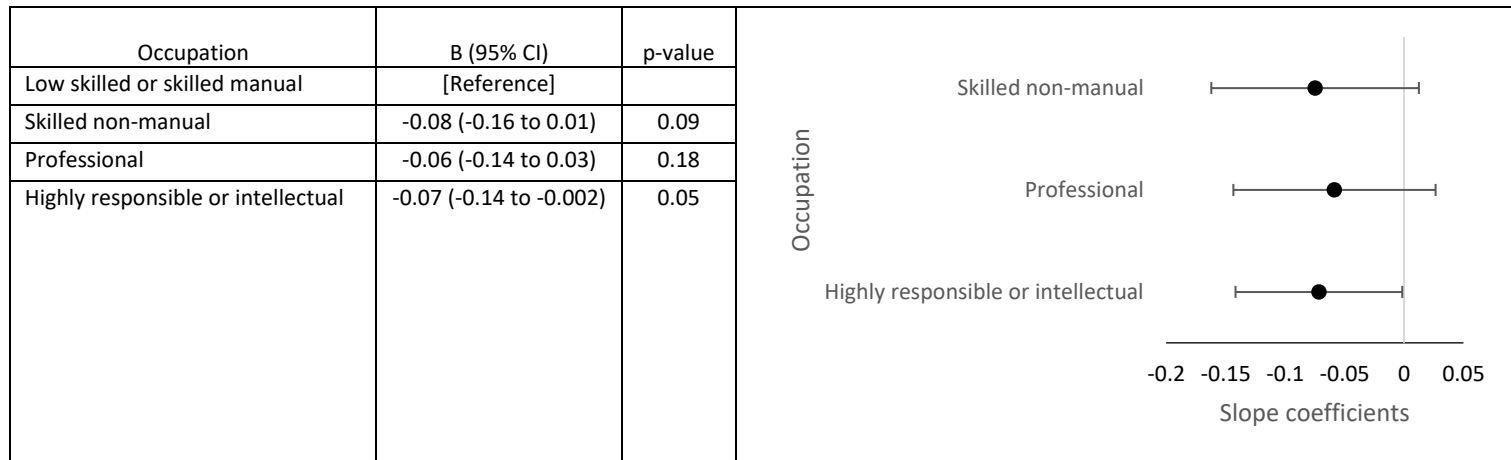 Occupation B (95% CI) p-value
Low skilled or skilled manual [Reference]
Skilled non-manual -0.08 (-0.16 to 0.01) 0.09
Professional -0.06 (-0.14 to 0.03) 0.18
Highly responsible or intellectual -0.07 (-0.14 to -0.002) 0.05
Occupation
Skilled non-manual
Professional
Highly responsible or intellectual
-0.2 -0.15 -0.1 -0.05 0 0.05
Slope coefficients